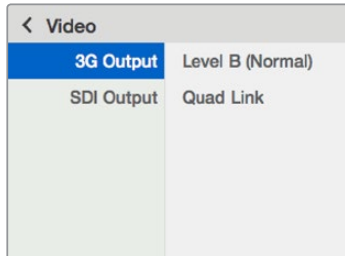 < Video
3G Output Level B (Normal)
SDI Output Quad Link